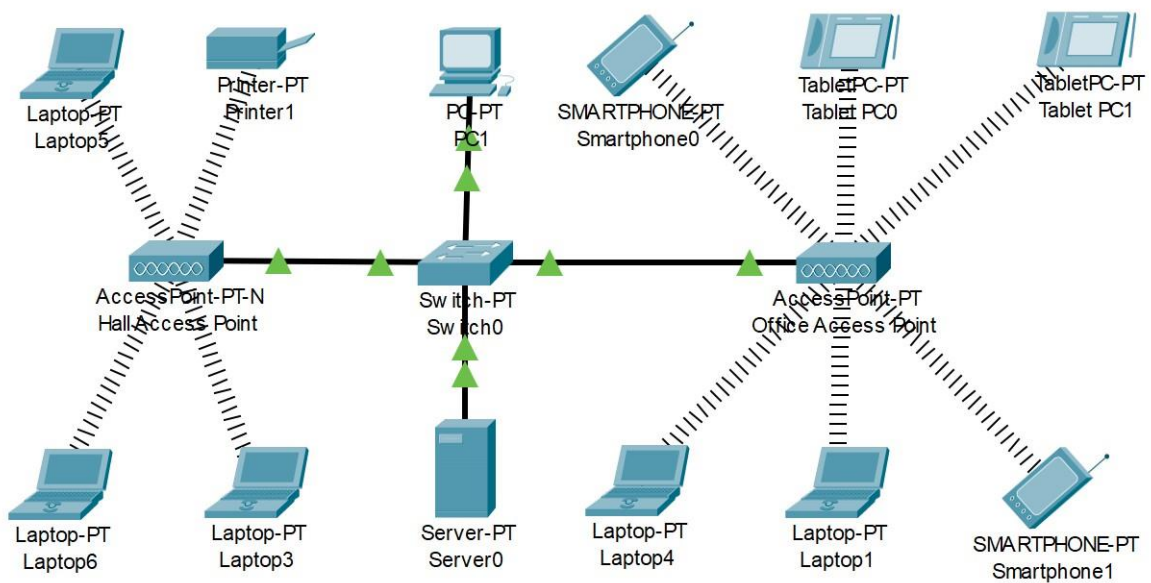 Laptop-PT
Laptop5
Printer-PT
Printer1
PC-PT
PC1
SMARTPHONE-PT
Smartphone0
TabletPC-PT
Tablet PC0
TabletPC-PT
Tablet PC1
AccessPoint-PT-N
Hall Access Point
Switch-PT
Switch0
AccessPoint-PT
Office Access Point
Laptop-PT
Laptop6
Laptop-PT
Laptop3
Server-PT
Server0
Laptop-PT
Laptop4
Laptop-PT
Laptop1
SMARTPHONE-PT
Smartphone1